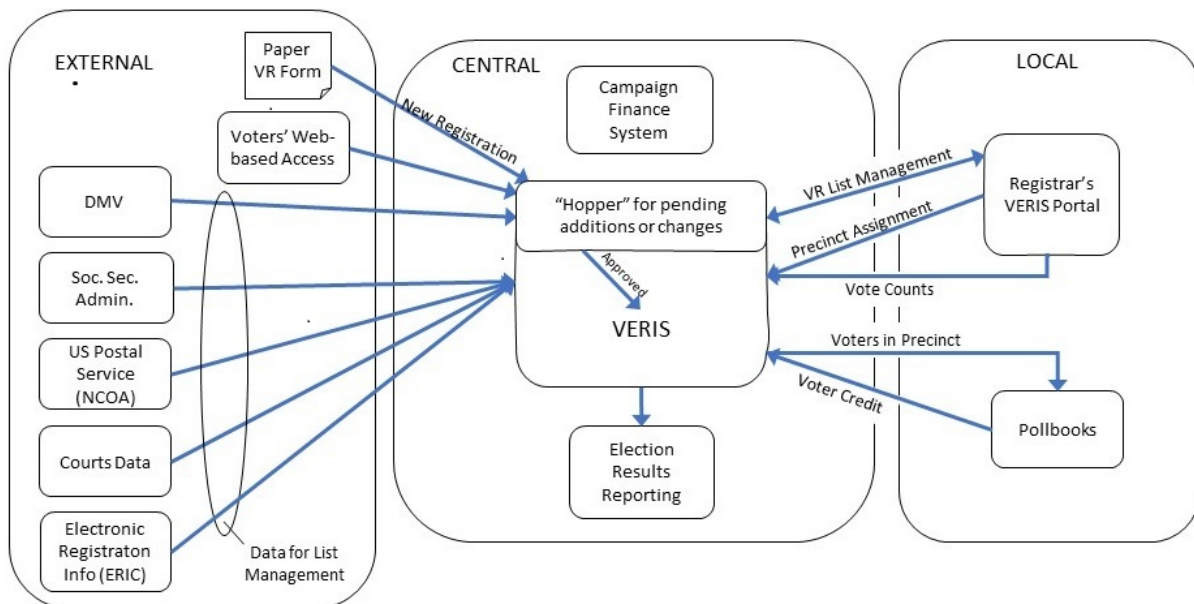 EXTERNAL
Paper
VR Form
Voters' Web-
based Access
DMV
Soc. Sec.
Admin.
US Postal
Service
(NCOA)
Courts Data
Electronic
Registraton
Info (ERIC)
Data for List
Management
CENTRAL
Campaign
Finance
System
New Registration
"Hopper" for pending
additions or changes
Approved
VERIS
Election
Results
Reporting
LOCAL
VR List Management
Registrar's
VERIS Portal
Precinct Assignment
Vote Counts
Voters in Precinct
Voter Credit
Pollbooks